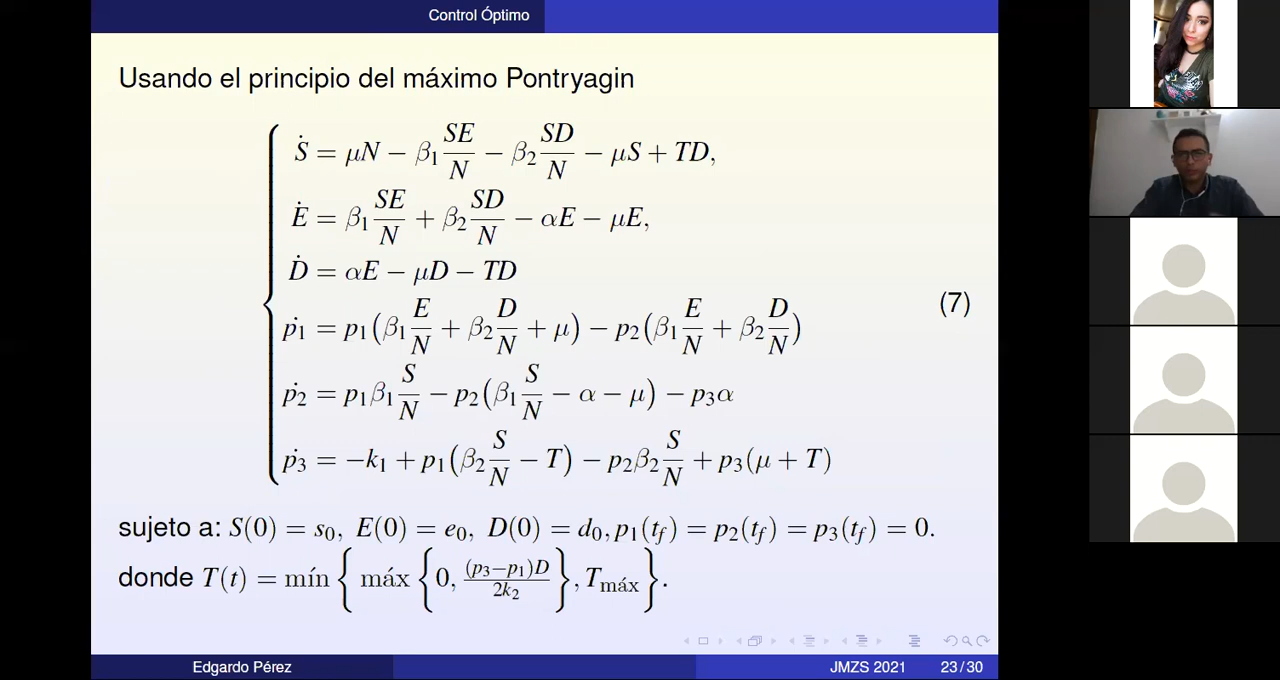 Control Óptimo
Usando el principio del máximo Pontryagin
Ṡ = μN − β₁ SE/N − β₂ SD/N − μS + TD,
Ė = β₁ SE/N + β₂ SD/N − αE − μE,
Ḋ = αE − μD − TD
ṗ₁ = p₁(β₁ E/N + β₂ D/N + μ) − p₂(β₁ E/N + β₂ D/N)
(7)
ṗ₂ = p₁β₁ S/N − p₂(β₁ S/N − α − μ) − p₃α
ṗ₃ = −k₁ + p₁(β₂ S/N − T) − p₂β₂ S/N + p₃(μ + T)
sujeto a: S(0) = s₀, E(0) = e₀, D(0) = d₀, p₁(t_f) = p₂(t_f) = p₃(t_f) = 0.
donde T(t) = mín { máx { 0, (p₃−p₁)D/2k₂ }, T_máx }.
Edgardo Pérez
JMZS 2021
23/30